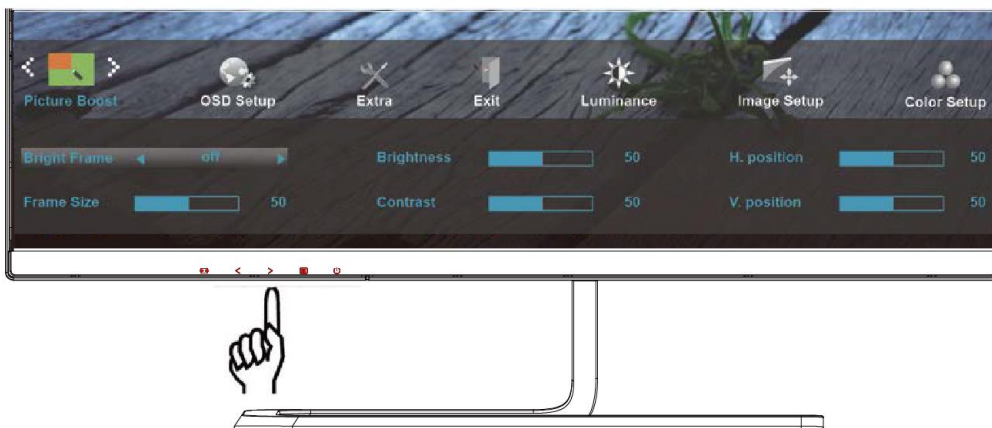 Picture Boost OSD Setup Extra Exit Luminance Image Setup Color Setup
Bright Frame off Brightness 50 H. position 50
Frame Size 50 Contrast 50 V. position 50